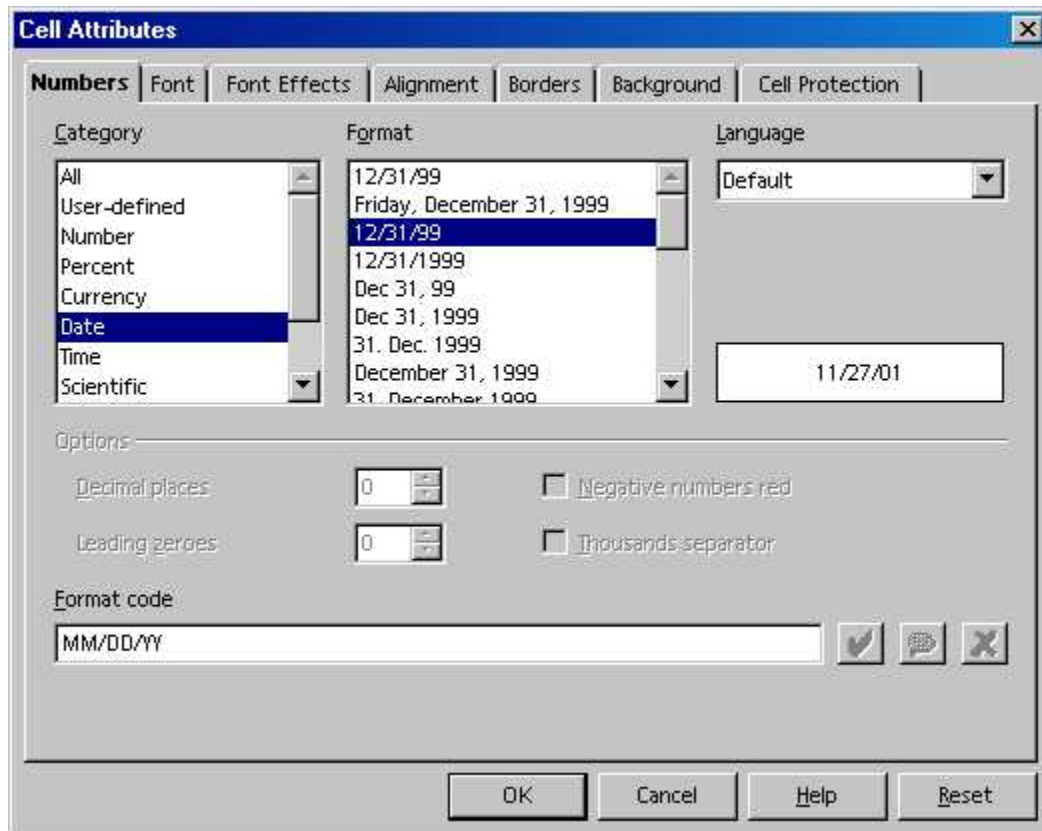 Cell Attributes
Numbers Font Font Effects Alignment Borders Background Cell Protection
Category
All
User-defined
Number
Percent
Currency
Date
Time
Scientific
Format
12/31/99
Friday, December 31, 1999
12/31/99
12/31/1999
Dec 31, 99
Dec 31, 1999
31. Dec. 1999
December 31, 1999
31. December 1999
Language
Default
11/27/01
Options
Decimal places 0 Negative numbers red
Leading zeroes 0 Thousands separator
Format code
MM/DD/YY
OK Cancel Help Reset